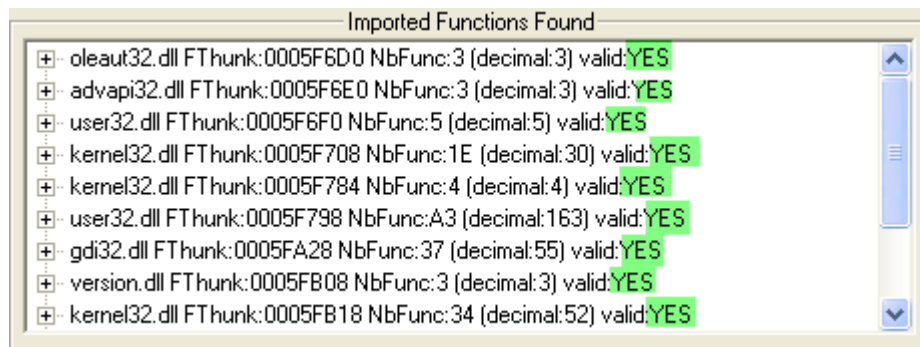 Imported Functions Found
oleaut32.dll FThunk:0005F6D0 NbFunc:3 (decimal:3) valid:YES
advapi32.dll FThunk:0005F6E0 NbFunc:3 (decimal:3) valid:YES
user32.dll FThunk:0005F6F0 NbFunc:5 (decimal:5) valid:YES
kernel32.dll FThunk:0005F708 NbFunc:1E (decimal:30) valid:YES
kernel32.dll FThunk:0005F784 NbFunc:4 (decimal:4) valid:YES
user32.dll FThunk:0005F798 NbFunc:A3 (decimal:163) valid:YES
gdi32.dll FThunk:0005FA28 NbFunc:37 (decimal:55) valid:YES
version.dll FThunk:0005FB08 NbFunc:3 (decimal:3) valid:YES
kernel32.dll FThunk:0005FB18 NbFunc:34 (decimal:52) valid:YES